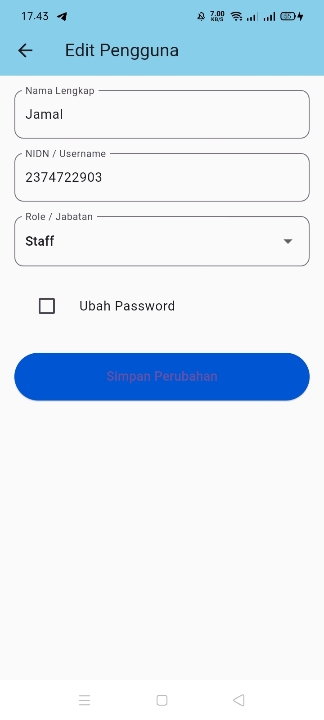 17.43
7.00
KB/S
Edit Pengguna
Nama Lengkap
Jamal
NIDN / Username
2374722903
Role / Jabatan
Staff
Ubah Password
Simpan Perubahan